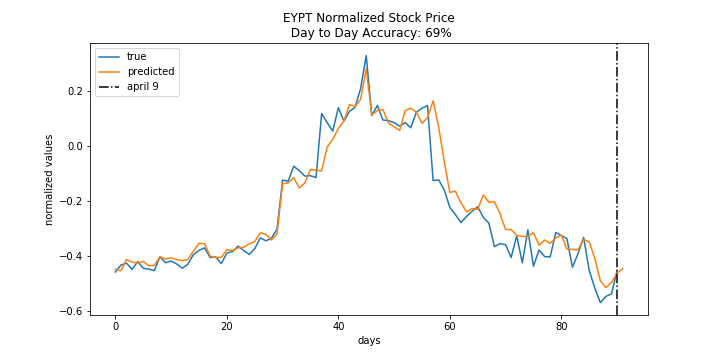 EYPT Normalized Stock Price
Day to Day Accuracy: 69%
true
predicted
april 9
normalized values
0.2
0.0
−0.2
−0.4
−0.6
0 20 40 60 80
days